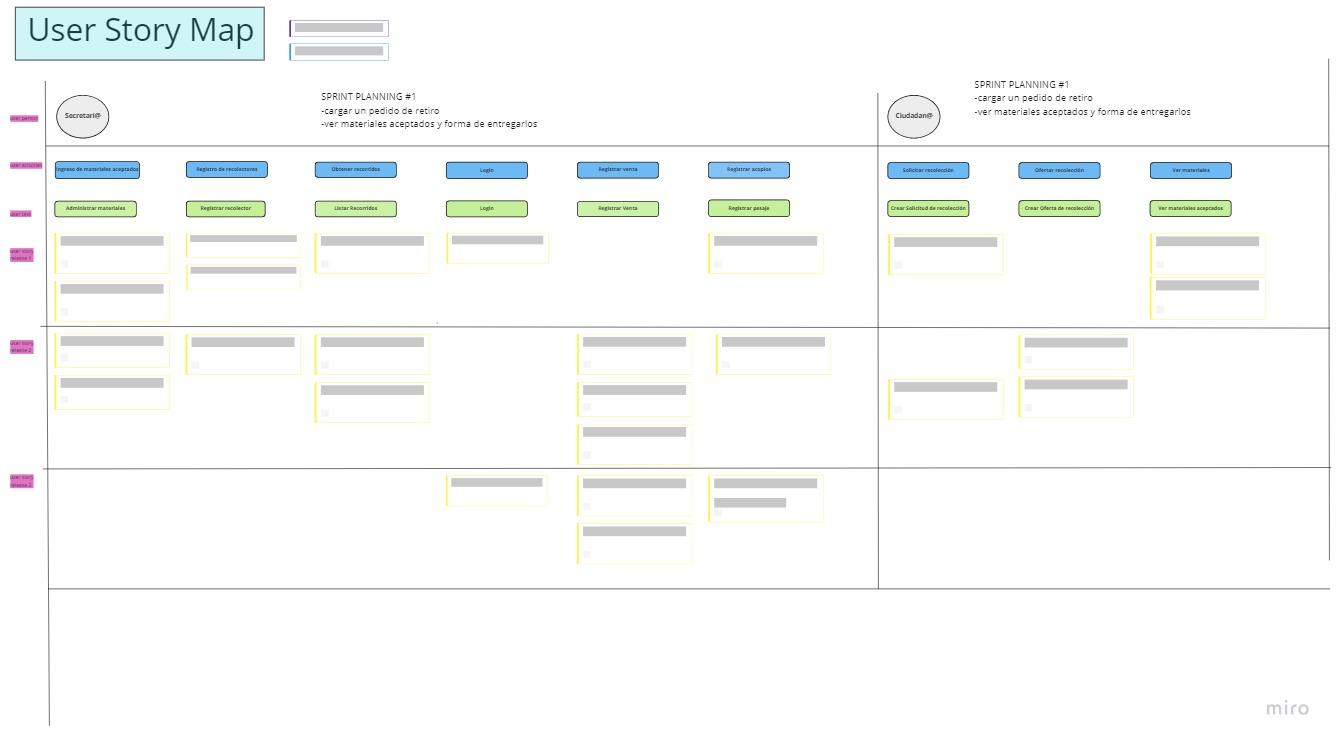 User Story Map
SPRINT PLANNING #1
-cargar un pedido de retiro
-ver materiales aceptados y forma de entregarlos
SPRINT PLANNING #1
-cargar un pedido de retiro
-ver materiales aceptados y forma de entregarlos
user person
Secretari@
Ciudadan@
user activities
Ingreso de materiales aceptados
Registro de recolectores
Obtener recorridos
Login
Registrar venta
Registrar acopios
Solicitar recolección
Ofertar recolección
Ver materiales
user task
Administrar materiales
Registrar recolector
Listar Recorridos
Login
Registrar Venta
Registrar pesaje
Crear Solicitud de recolección
Crear Oferta de recolección
Ver materiales aceptados
user story
release 1
user story
release 2
user story
release 3
miro